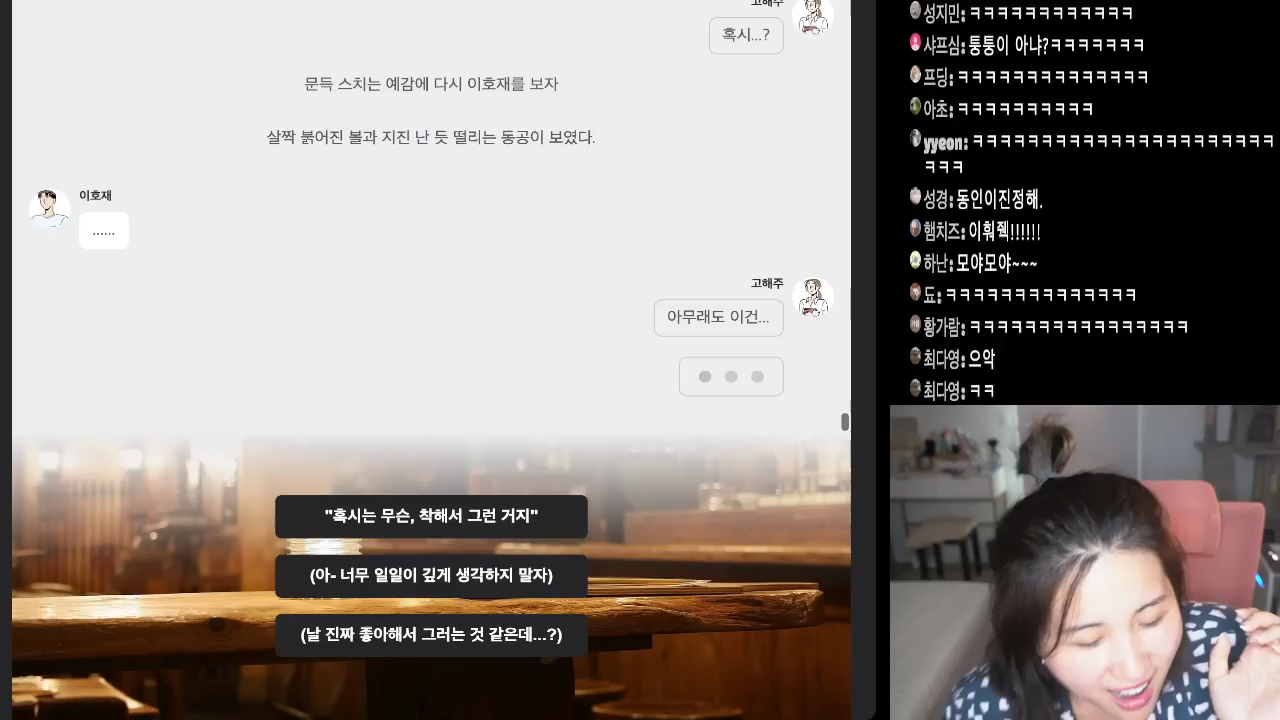 고해주
혹시...?
문득 스치는 예감에 다시 이호재를 보자
살짝 붉어진 볼과 지진 난 듯 떨리는 동공이 보였다.
이호재
......
고해주
아무래도 이건...
"혹시는 무슨, 착해서 그런 거지"
(아- 너무 일일이 깊게 생각하지 말자)
(날 진짜 좋아해서 그러는 것 같은데...?)
성지민: ㅋㅋㅋㅋㅋㅋㅋㅋㅋㅋㅋㅋ
샤프심: 퉁퉁이 아냐?ㅋㅋㅋㅋㅋㅋㅋ
프딩: ㅋㅋㅋㅋㅋㅋㅋㅋㅋㅋㅋㅋㅋㅋ
아초: ㅋㅋㅋㅋㅋㅋㅋㅋㅋㅋ
yyeon: ㅋㅋㅋㅋㅋㅋㅋㅋㅋㅋㅋㅋㅋㅋㅋㅋㅋㅋㅋㅋㅋㅋ
ㅋㅋㅋ
성경: 동인이진정해.
햄치즈: 이훠줵!!!!!!
하난: 모야모야~~~
됴: ㅋㅋㅋㅋㅋㅋㅋㅋㅋㅋㅋㅋㅋㅋ
황가람: ㅋㅋㅋㅋㅋㅋㅋㅋㅋㅋㅋㅋㅋㅋㅋㅋ
최다영: 으악
최다영: ㅋㅋ